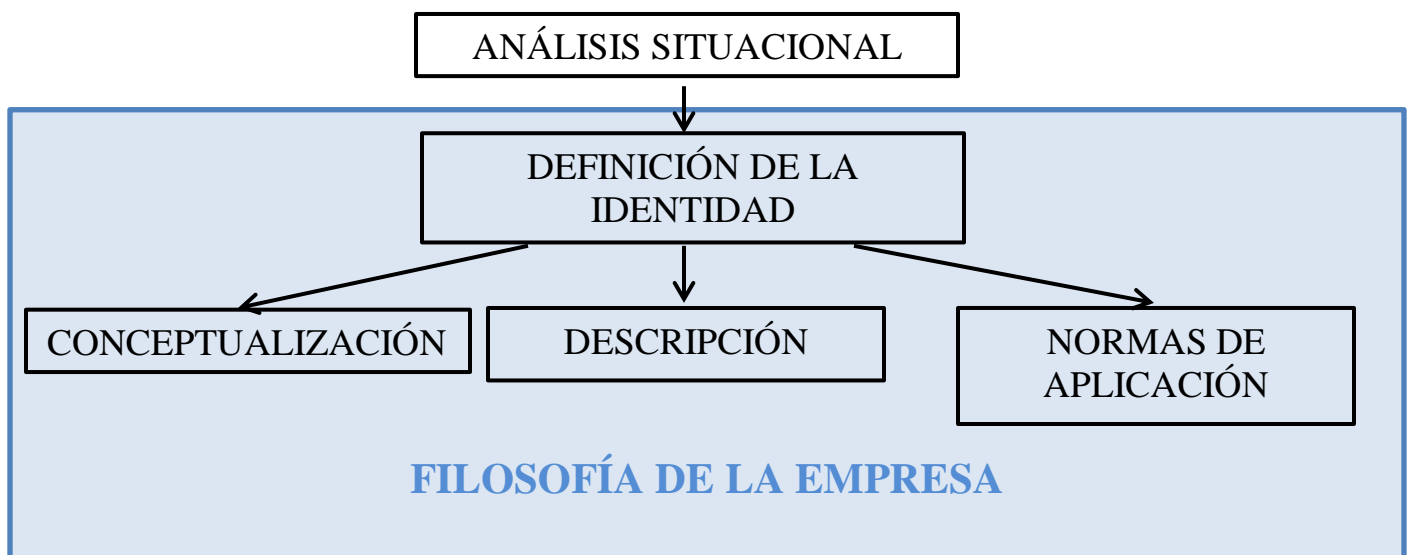 ANÁLISIS SITUACIONAL
DEFINICIÓN DE LA
IDENTIDAD
CONCEPTUALIZACIÓN
DESCRIPCIÓN
NORMAS DE
APLICACIÓN
FILOSOFÍA DE LA EMPRESA